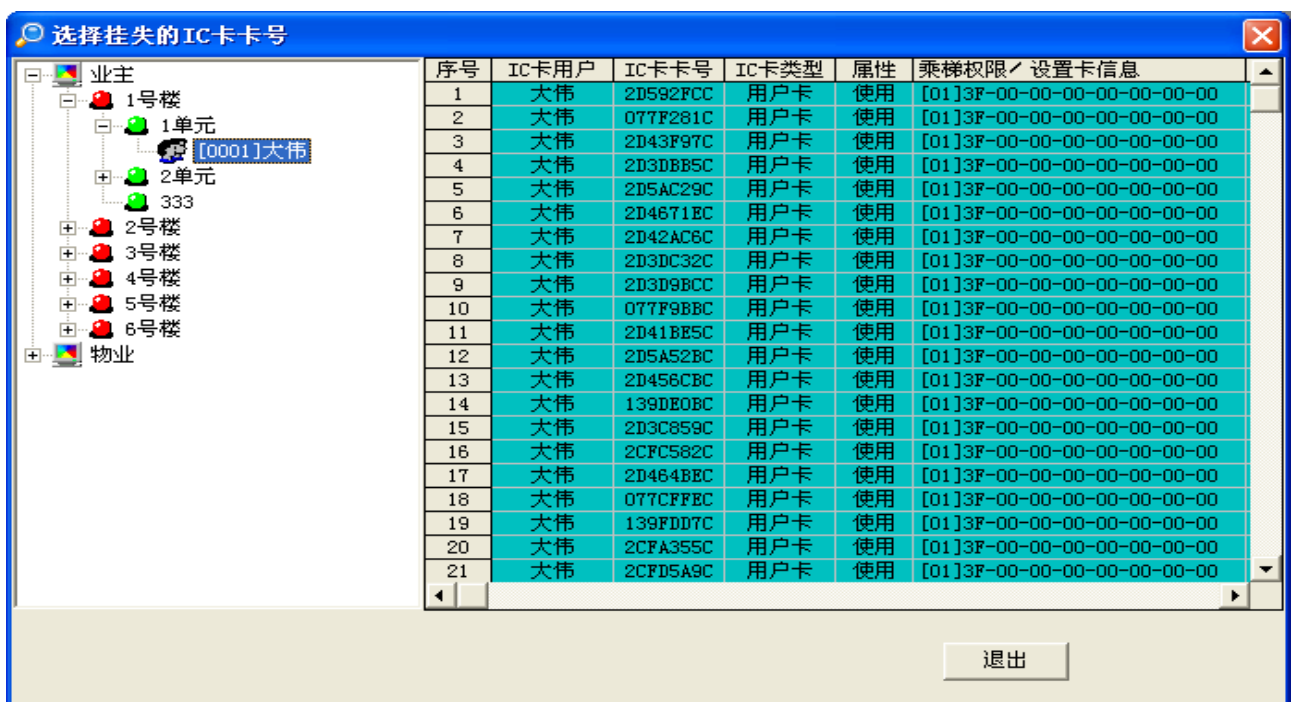 选择挂失的IC卡卡号
业主
1号楼
1单元
[0001]大伟
2单元
333
2号楼
3号楼
4号楼
5号楼
6号楼
物业
序号 IC卡用户 IC卡卡号 IC卡类型 属性 乘梯权限/ 设置卡信息
1 大伟 2D592FCC 用户卡 使用 [01]3F-00-00-00-00-00-00-00
2 大伟 077F281C 用户卡 使用 [01]3F-00-00-00-00-00-00-00
3 大伟 2D43F97C 用户卡 使用 [01]3F-00-00-00-00-00-00-00
4 大伟 2D3DBB5C 用户卡 使用 [01]3F-00-00-00-00-00-00-00
5 大伟 2D5AC29C 用户卡 使用 [01]3F-00-00-00-00-00-00-00
6 大伟 2D4671EC 用户卡 使用 [01]3F-00-00-00-00-00-00-00
7 大伟 2D42AC6C 用户卡 使用 [01]3F-00-00-00-00-00-00-00
8 大伟 2D3DC32C 用户卡 使用 [01]3F-00-00-00-00-00-00-00
9 大伟 2D3D9BCC 用户卡 使用 [01]3F-00-00-00-00-00-00-00
10 大伟 077F9BBC 用户卡 使用 [01]3F-00-00-00-00-00-00-00
11 大伟 2D41BE5C 用户卡 使用 [01]3F-00-00-00-00-00-00-00
12 大伟 2D5A52BC 用户卡 使用 [01]3F-00-00-00-00-00-00-00
13 大伟 2D456CBC 用户卡 使用 [01]3F-00-00-00-00-00-00-00
14 大伟 139DE0BC 用户卡 使用 [01]3F-00-00-00-00-00-00-00
15 大伟 2D3C859C 用户卡 使用 [01]3F-00-00-00-00-00-00-00
16 大伟 2CFC582C 用户卡 使用 [01]3F-00-00-00-00-00-00-00
17 大伟 2D464BEC 用户卡 使用 [01]3F-00-00-00-00-00-00-00
18 大伟 077CFFEC 用户卡 使用 [01]3F-00-00-00-00-00-00-00
19 大伟 139FDD7C 用户卡 使用 [01]3F-00-00-00-00-00-00-00
20 大伟 2CFA355C 用户卡 使用 [01]3F-00-00-00-00-00-00-00
21 大伟 2CFD5A9C 用户卡 使用 [01]3F-00-00-00-00-00-00-00
退出